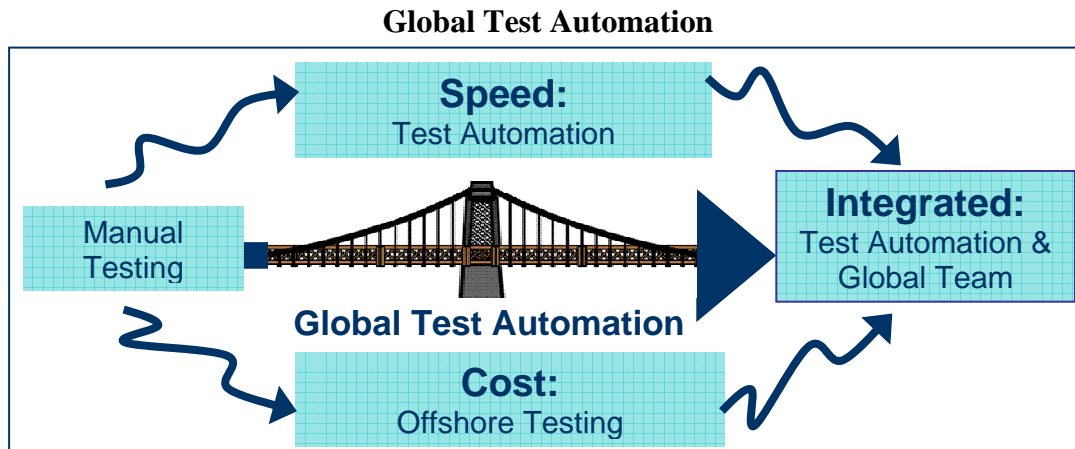 Global Test Automation
Speed:
Test Automation
Manual
Testing
Integrated:
Test Automation &
Global Team
Global Test Automation
Cost:
Offshore Testing